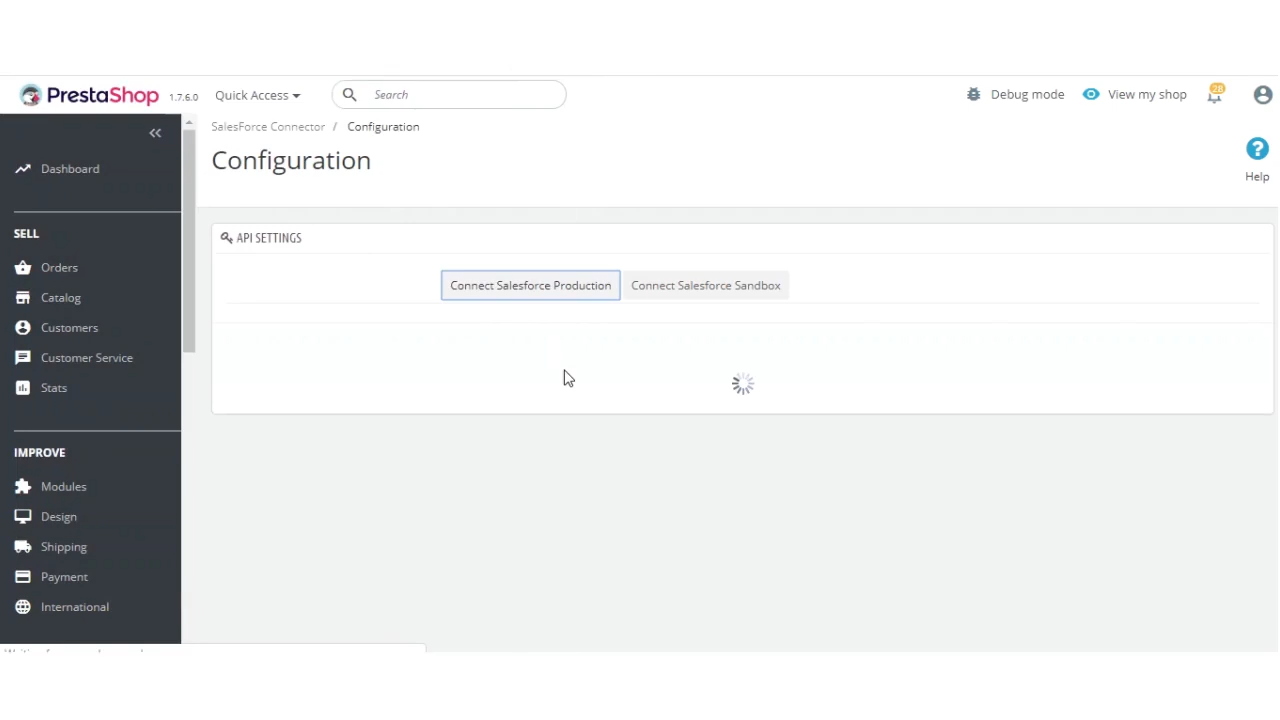 PrestaShop 1.7.6.0 Quick Access Search Debug mode View my shop 28
SalesForce Connector / Configuration
Configuration
Help
Dashboard
SELL
Orders
Catalog
Customers
Customer Service
Stats
IMPROVE
Modules
Design
Shipping
Payment
International
API SETTINGS
Connect Salesforce Production Connect Salesforce Sandbox